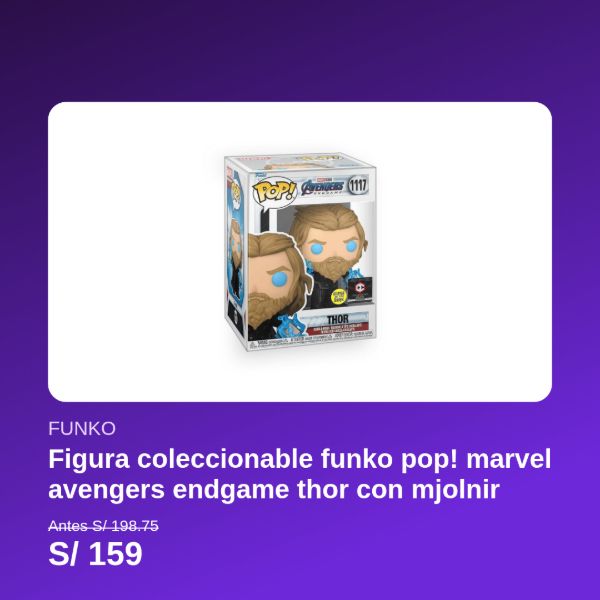 POP!
AVENGERS
ENDGAME
1117
THOR
FUNKO
Figura coleccionable funko pop! marvel
avengers endgame thor con mjolnir
Antes S/ 198.75
S/ 159